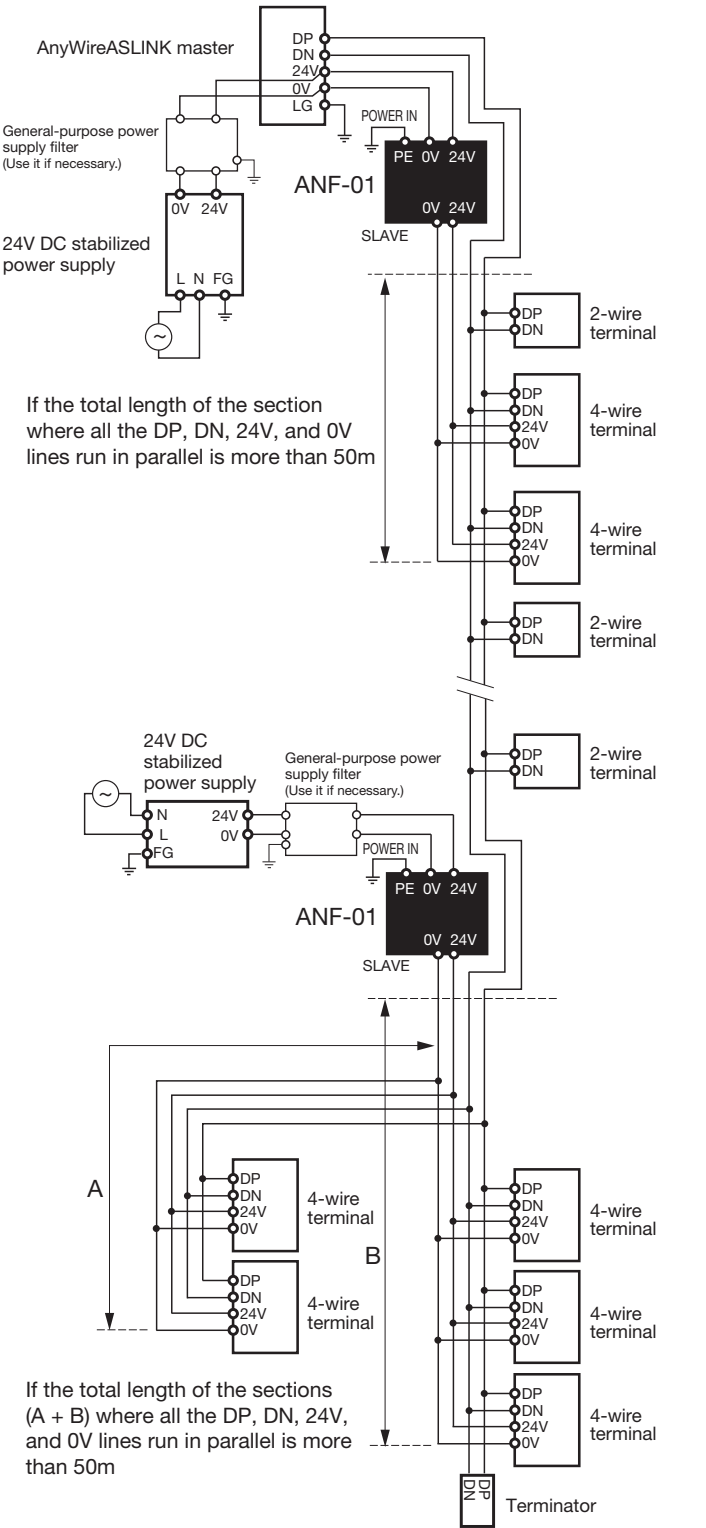 AnyWireASLINK master
DP
DN
24V
0V
LG
General-purpose power
supply filter
(Use it if necessary.)
POWER IN
PE 0V 24V
ANF-01
0V 24V
SLAVE
0V 24V
24V DC stabilized
power supply
L N FG
~
DP
DN
2-wire
terminal
If the total length of the section
where all the DP, DN, 24V, and 0V
lines run in parallel is more than 50m
DP
DN
24V
0V
4-wire
terminal
DP
DN
24V
0V
4-wire
terminal
DP
DN
2-wire
terminal
DP
DN
2-wire
terminal
24V DC
stabilized
power supply
General-purpose power
supply filter
(Use it if necessary.)
~
N
L
FG
24V
0V
POWER IN
PE 0V 24V
ANF-01
0V 24V
SLAVE
A
B
DP
DN
24V
0V
4-wire
terminal
DP
DN
24V
0V
4-wire
terminal
DP
DN
24V
0V
4-wire
terminal
DP
DN
24V
0V
4-wire
terminal
DP
DN
24V
0V
4-wire
terminal
If the total length of the sections
(A + B) where all the DP, DN, 24V,
and 0V lines run in parallel is more
than 50m
DP
DN
Terminator